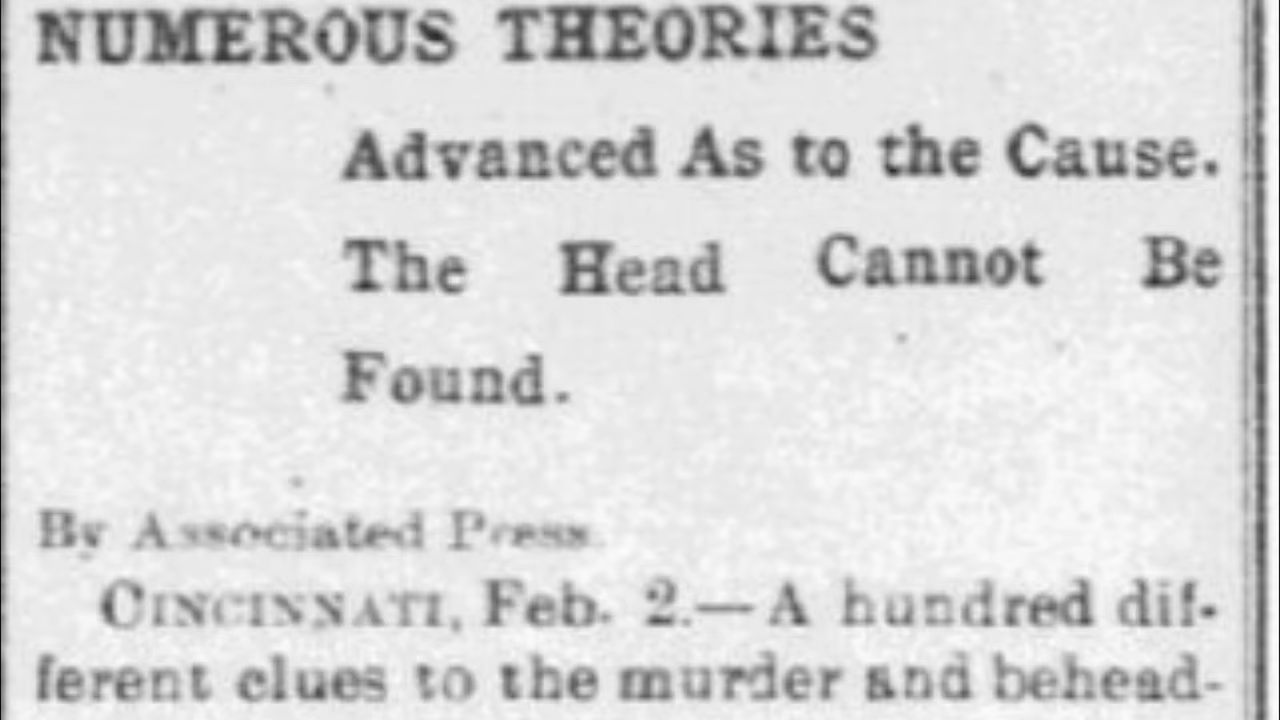 NUMEROUS THEORIES
Advanced As to the Cause.
The Head Cannot Be
Found.
By Associated Press.
CINCINNATI, Feb. 2.—A hundred dif-
ferent clues to the murder and behead-